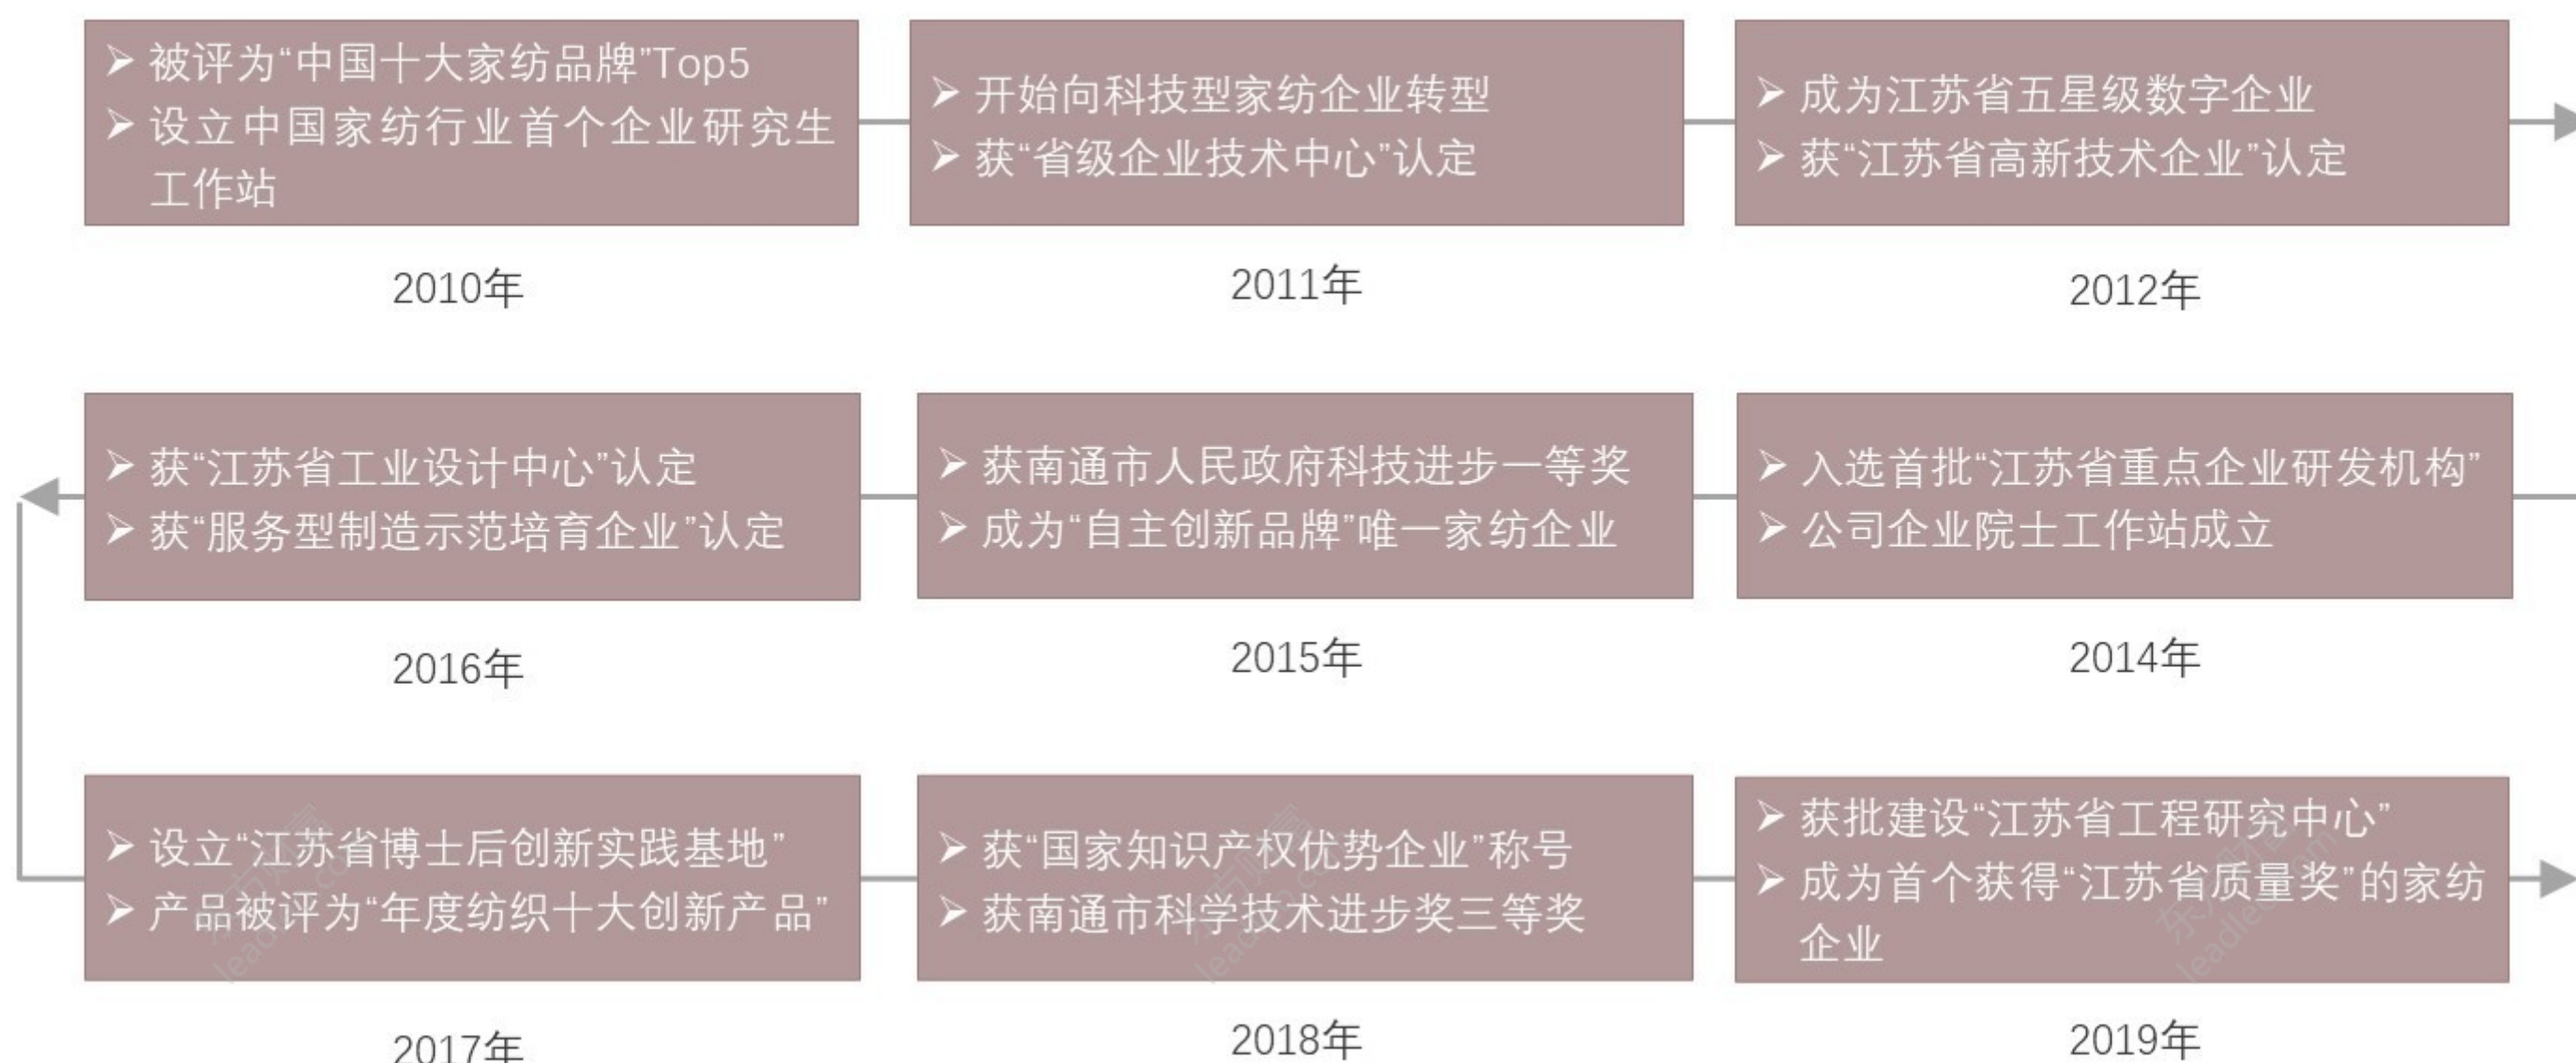 ➢ 被评为“中国十大家纺品牌”Top5
➢ 设立中国家纺行业首个企业研究生
工作站
2010年
➢ 开始向科技型家纺企业转型
➢ 获“省级企业技术中心”认定
2011年
➢ 成为江苏省五星级数字企业
➢ 获“江苏省高新技术企业”认定
2012年
➢ 入选首批“江苏省重点企业研发机构”
➢ 公司企业院士工作站成立
2014年
➢ 获南通市人民政府科技进步一等奖
➢ 成为“自主创新品牌”唯一家纺企业
2015年
➢ 获“江苏省工业设计中心”认定
➢ 获“服务型制造示范培育企业”认定
2016年
➢ 设立“江苏省博士后创新实践基地”
➢ 产品被评为“年度纺织十大创新产品”
2017年
➢ 获“国家知识产权优势企业”称号
➢ 获南通市科学技术进步奖三等奖
2018年
➢ 获批建设“江苏省工程研究中心”
➢ 成为首个获得“江苏省质量奖”的家纺
企业
2019年